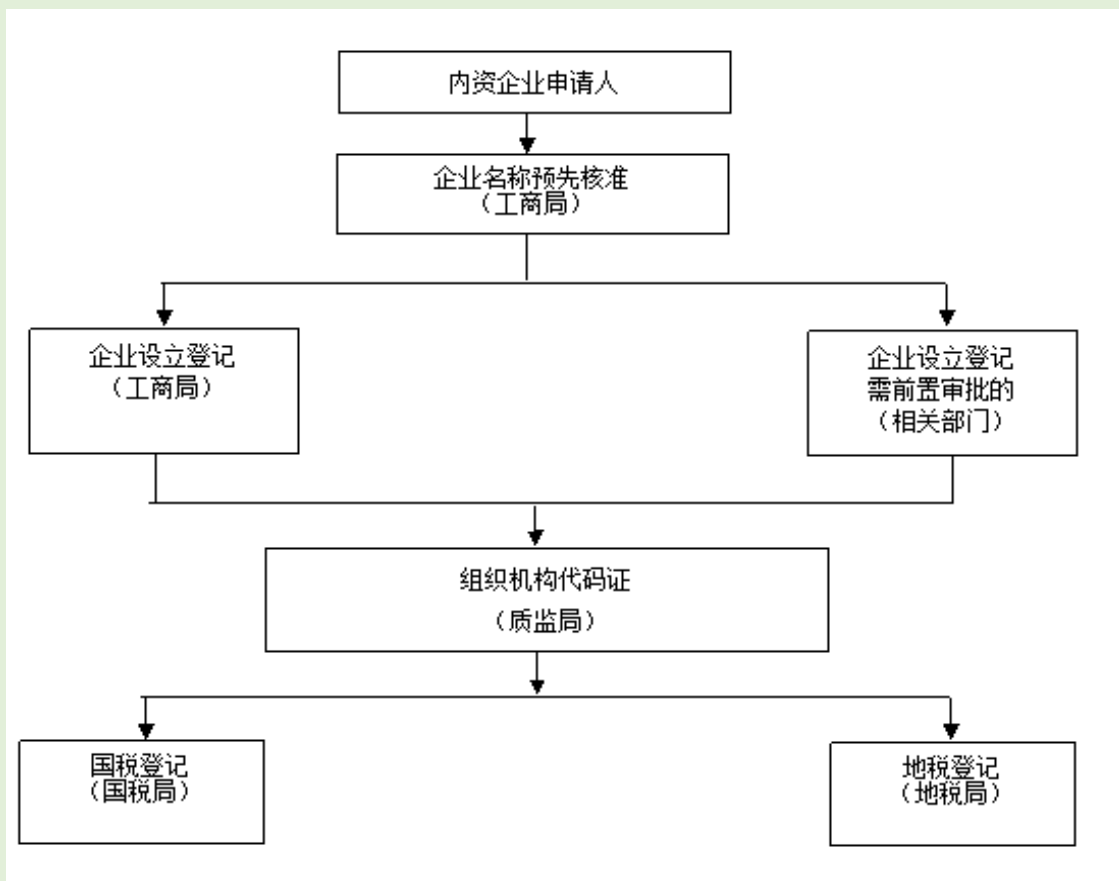 内资企业申请人
企业名称预先核准
（工商局）
企业设立登记
（工商局）
企业设立登记
需前置审批的
（相关部门）
组织机构代码证
（质监局）
国税登记
（国税局）
地税登记
（地税局）